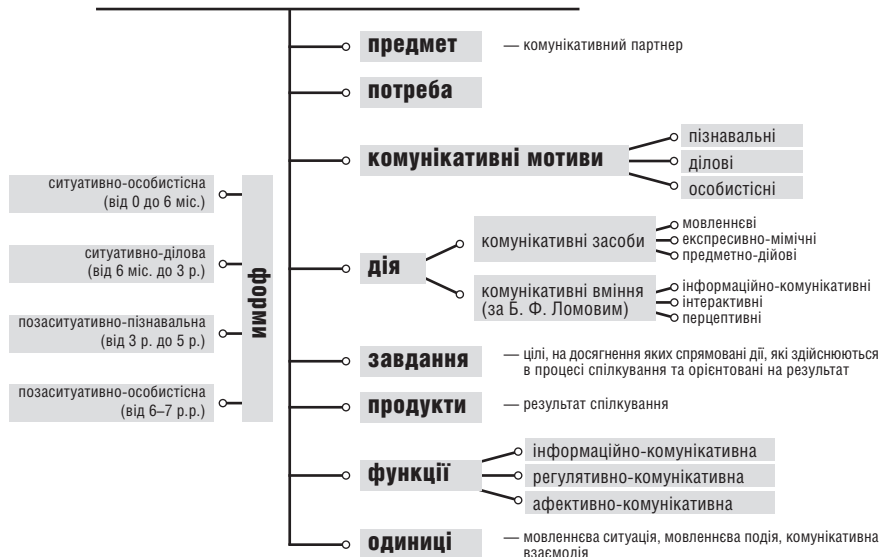 предмет
— комунікативний партнер
потреба
комунікативні мотиви
пізнавальні
ділові
особистісні
форми
ситуативно-особистісна
(від 0 до 6 міс.)
ситуативно-ділова
(від 6 міс. до 3 р.)
позаситуативно-пізнавальна
(від 3 р. до 5 р.)
позаситуативно-особистісна
(від 6–7 р.р.)
дія
комунікативні засоби
мовленнєві
експресивно-мімічні
предметно-дійові
комунікативні вміння
(за Б. Ф. Ломовим)
інформаційно-комунікативні
інтерактивні
перцептивні
завдання
— цілі, на досягнення яких спрямовані дії, які здійснюються
в процесі спілкування та орієнтовані на результат
продукти
— результат спілкування
функції
інформаційно-комунікативна
регулятивно-комунікативна
афективно-комунікативна
одиниці
— мовленнєва ситуація, мовленнєва подія, комунікативна
взаємодія